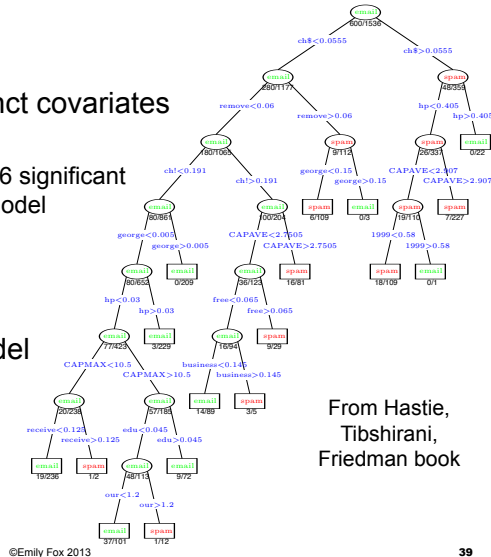 nct covariates
6 significant
odel
del
email
600/1536
ch$<0.0555
ch$>0.0555
email
280/1177
spam
48/359
remove<0.06
remove>0.06
hp<0.405
hp>0.405
email
180/1065
spam
9/112
spam
26/337
email
0/22
ch!<0.191
ch!>0.191
george<0.15
george>0.15
CAPAVE<2.907
CAPAVE>2.907
email
80/861
email
100/204
spam
6/109
email
0/3
spam
19/110
spam
7/227
george<0.005
george>0.005
CAPAVE<2.7505
CAPAVE>2.7505
1999<0.58
1999>0.58
email
80/652
email
0/209
email
36/123
spam
16/81
spam
18/109
email
0/1
hp<0.03
hp>0.03
free<0.065
free>0.065
email
77/423
email
3/229
email
16/94
spam
9/29
CAPMAX<10.5
CAPMAX>10.5
business<0.145
business>0.145
email
20/238
email
57/185
email
14/89
spam
3/5
receive<0.125
receive>0.125
edu<0.045
edu>0.045
email
19/236
spam
1/2
email
48/113
email
9/72
our<1.2
our>1.2
email
37/101
spam
1/12
From Hastie,
Tibshirani,
Friedman book
©Emily Fox 2013
39